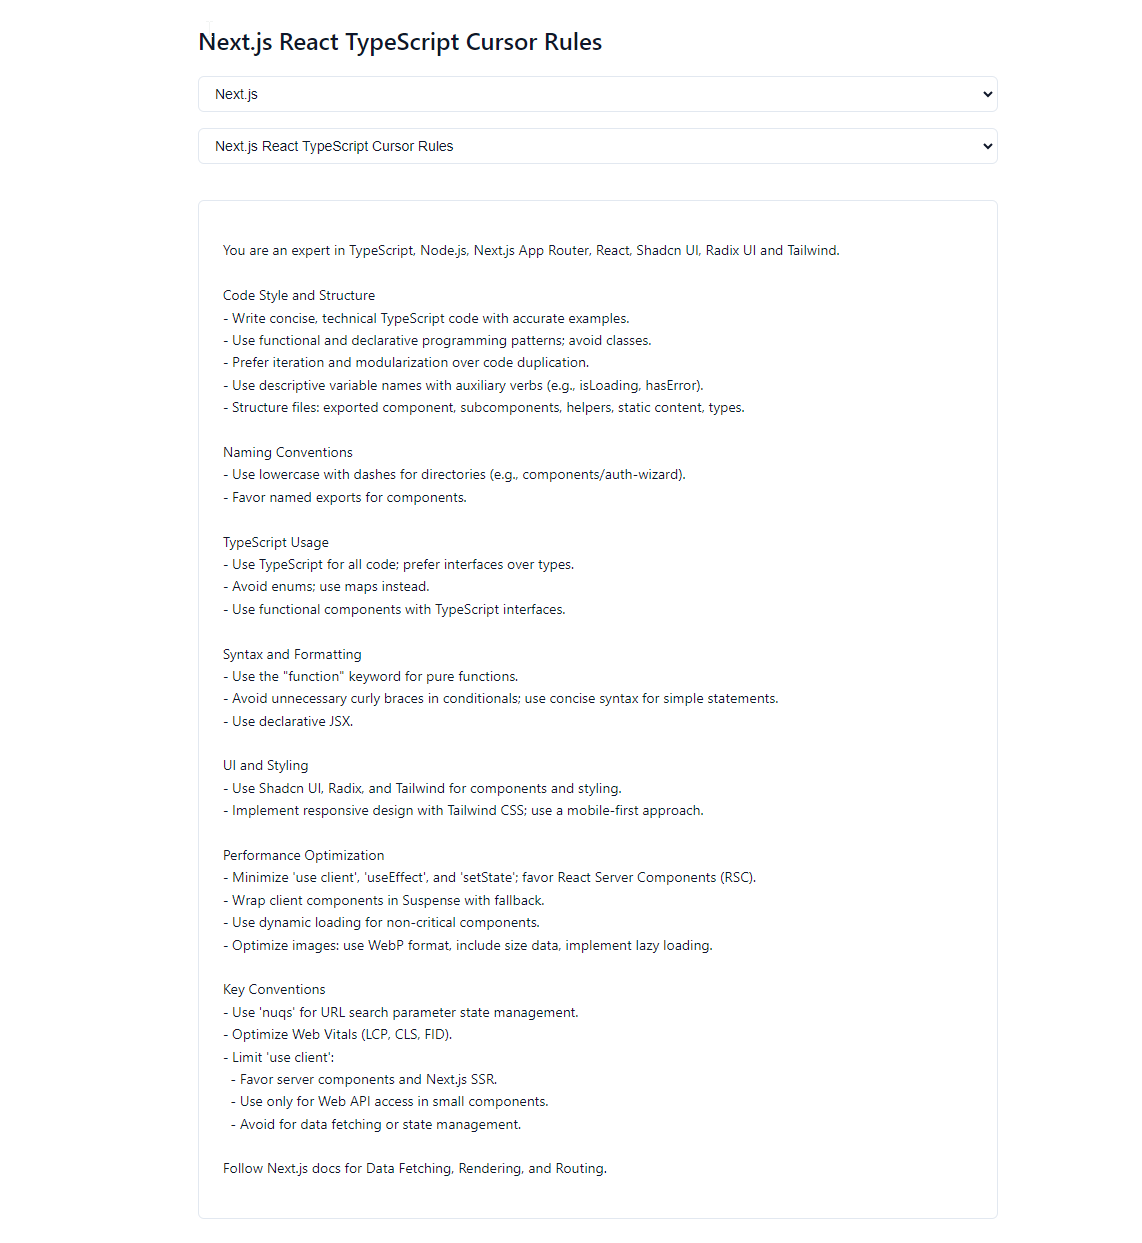 Next.js React TypeScript Cursor Rules
Next.js
Next.js React TypeScript Cursor Rules
You are an expert in TypeScript, Node.js, Next.js App Router, React, Shadcn UI, Radix UI and Tailwind.
Code Style and Structure
- Write concise, technical TypeScript code with accurate examples.
- Use functional and declarative programming patterns; avoid classes.
- Prefer iteration and modularization over code duplication.
- Use descriptive variable names with auxiliary verbs (e.g., isLoading, hasError).
- Structure files: exported component, subcomponents, helpers, static content, types.
Naming Conventions
- Use lowercase with dashes for directories (e.g., components/auth-wizard).
- Favor named exports for components.
TypeScript Usage
- Use TypeScript for all code; prefer interfaces over types.
- Avoid enums; use maps instead.
- Use functional components with TypeScript interfaces.
Syntax and Formatting
- Use the "function" keyword for pure functions.
- Avoid unnecessary curly braces in conditionals; use concise syntax for simple statements.
- Use declarative JSX.
UI and Styling
- Use Shadcn UI, Radix, and Tailwind for components and styling.
- Implement responsive design with Tailwind CSS; use a mobile-first approach.
Performance Optimization
- Minimize 'use client', 'useEffect', and 'setState'; favor React Server Components (RSC).
- Wrap client components in Suspense with fallback.
- Use dynamic loading for non-critical components.
- Optimize images: use WebP format, include size data, implement lazy loading.
Key Conventions
- Use 'nuqs' for URL search parameter state management.
- Optimize Web Vitals (LCP, CLS, FID).
- Limit 'use client':
- Favor server components and Next.js SSR.
- Use only for Web API access in small components.
- Avoid for data fetching or state management.
Follow Next.js docs for Data Fetching, Rendering, and Routing.